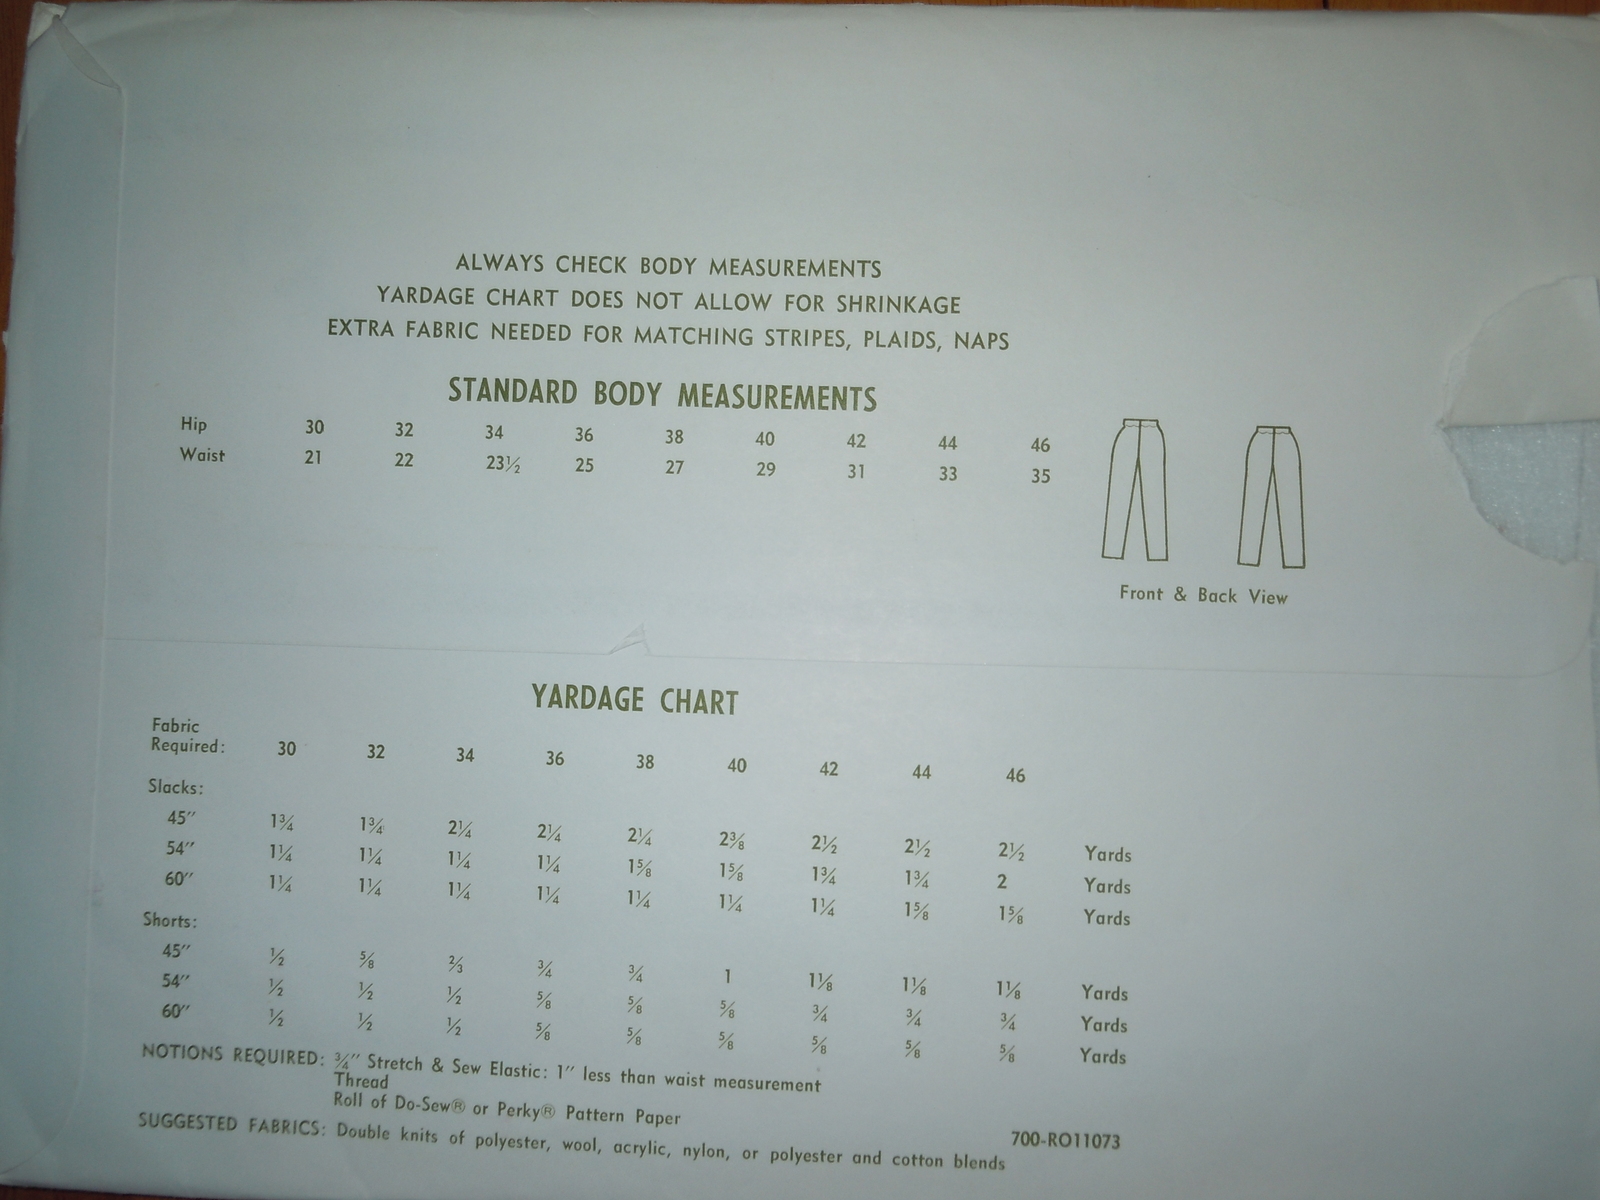 ALWAYS CHECK BODY MEASUREMENTS
YARDAGE CHART DOES NOT ALLOW FOR SHRINKAGE
EXTRA FABRIC NEEDED FOR MATCHING STRIPES, PLAIDS, NAPS
STANDARD BODY MEASUREMENTS
Hip 30 32 34 36 38 40 42 44 46
Waist 21 22 23½ 25 27 29 31 33 35
Front & Back View
YARDAGE CHART
Fabric
Required: 30 32 34 36 38 40 42 44 46
Slacks:
45" 1¾ 1¾ 2¼ 2¼ 2¼ 2⅜ 2½ 2½ 2½ Yards
54" 1¼ 1¼ 1¼ 1¼ 1⅝ 1⅝ 1¾ 1¾ 2 Yards
60" 1¼ 1¼ 1¼ 1¼ 1¼ 1¼ 1¼ 1⅝ 1⅝ Yards
Shorts:
45" ½ ⅝ ⅔ ¾ ¾ 1 1⅛ 1⅛ 1⅛ Yards
54" ½ ½ ½ ⅝ ⅝ ⅝ ¾ ¾ ¾ Yards
60" ½ ½ ½ ⅝ ⅝ ⅝ ⅝ ⅝ ⅝ Yards
NOTIONS REQUIRED: ¾" Stretch & Sew Elastic: 1" less than waist measurement
Thread
Roll of Do-Sew® or Perky® Pattern Paper
SUGGESTED FABRICS: Double knits of polyester, wool, acrylic, nylon, or polyester and cotton blends
700-RO11073